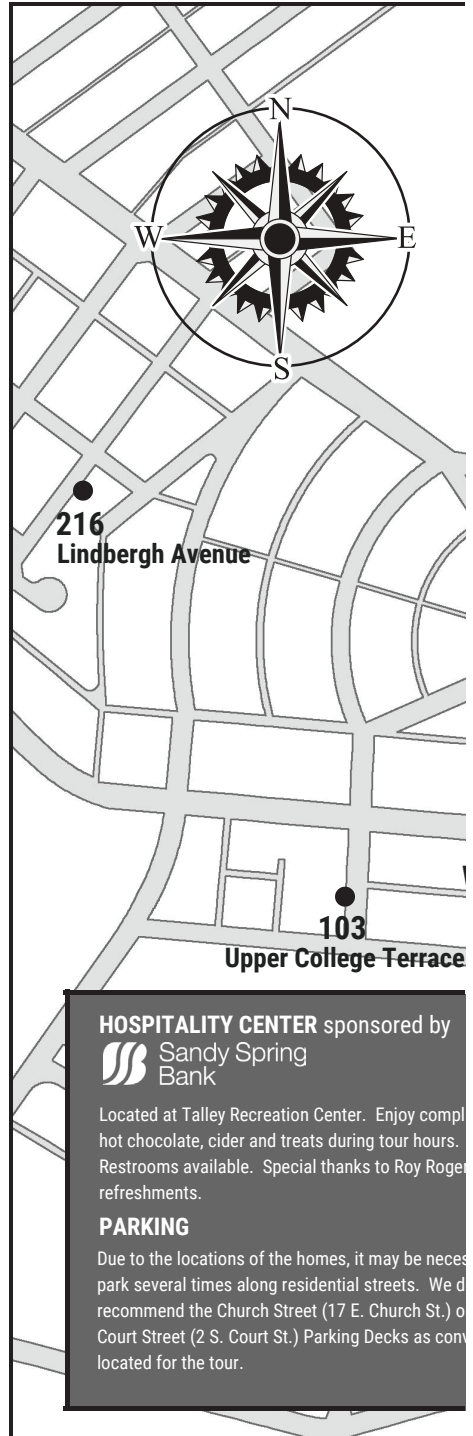 N
W E
S
216
Lindbergh Avenue
103
Upper College Terrace
HOSPITALITY CENTER sponsored by
Sandy Spring
Bank
Located at Talley Recreation Center. Enjoy compli
hot chocolate, cider and treats during tour hours.
Restrooms available. Special thanks to Roy Roger
refreshments.
PARKING
Due to the locations of the homes, it may be neces
park several times along residential streets. We d
recommend the Church Street (17 E. Church St.) o
Court Street (2 S. Court St.) Parking Decks as conv
located for the tour.